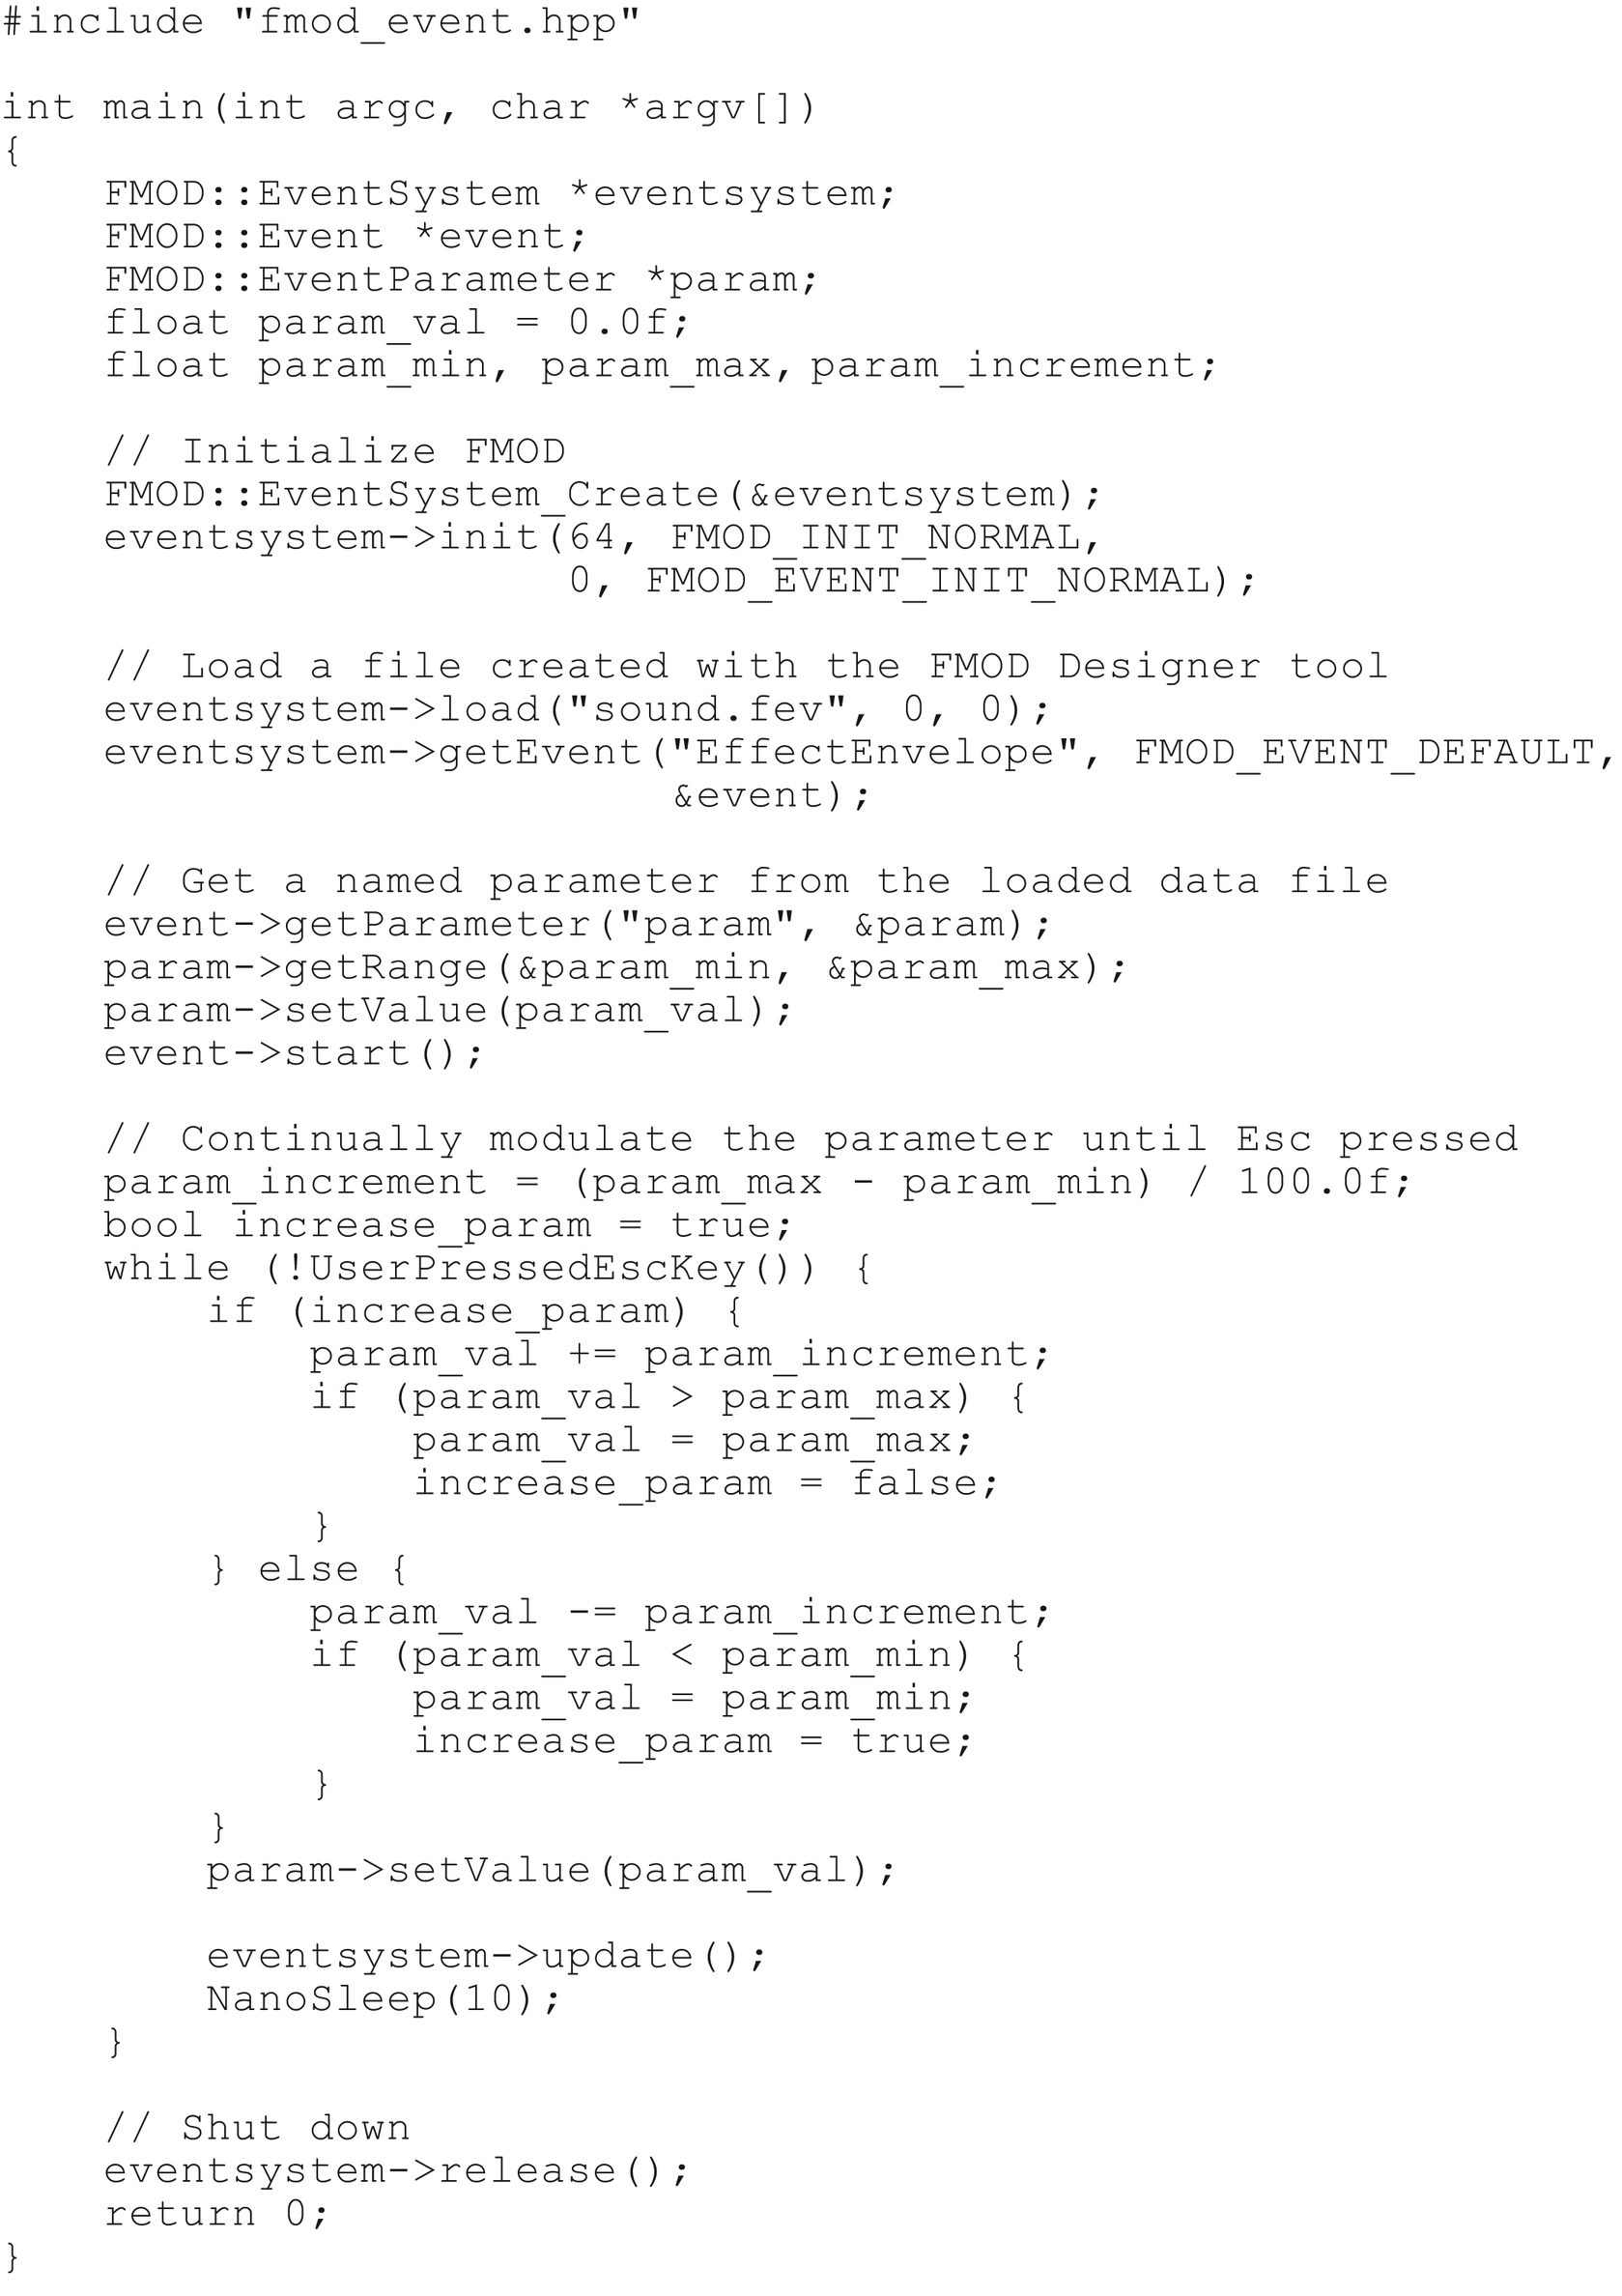 #include "fmod_event.hpp"

int main(int argc, char *argv[])
{
    FMOD::EventSystem *eventsystem;
    FMOD::Event *event;
    FMOD::EventParameter *param;
    float param_val = 0.0f;
    float param_min, param_max, param_increment;

    // Initialize FMOD
    FMOD::EventSystem_Create(&eventsystem);
    eventsystem->init(64, FMOD_INIT_NORMAL,
                      0, FMOD_EVENT_INIT_NORMAL);

    // Load a file created with the FMOD Designer tool
    eventsystem->load("sound.fev", 0, 0);
    eventsystem->getEvent("EffectEnvelope", FMOD_EVENT_DEFAULT,
                          &event);

    // Get a named parameter from the loaded data file
    event->getParameter("param", &param);
    param->getRange(&param_min, &param_max);
    param->setValue(param_val);
    event->start();

    // Continually modulate the parameter until Esc pressed
    param_increment = (param_max - param_min) / 100.0f;
    bool increase_param = true;
    while (!UserPressedEscKey()) {
        if (increase_param) {
            param_val += param_increment;
            if (param_val > param_max) {
                param_val = param_max;
                increase_param = false;
            }
        } else {
            param_val -= param_increment;
            if (param_val < param_min) {
                param_val = param_min;
                increase_param = true;
            }
        }
        param->setValue(param_val);

        eventsystem->update();
        NanoSleep(10);
    }

    // Shut down
    eventsystem->release();
    return 0;
}